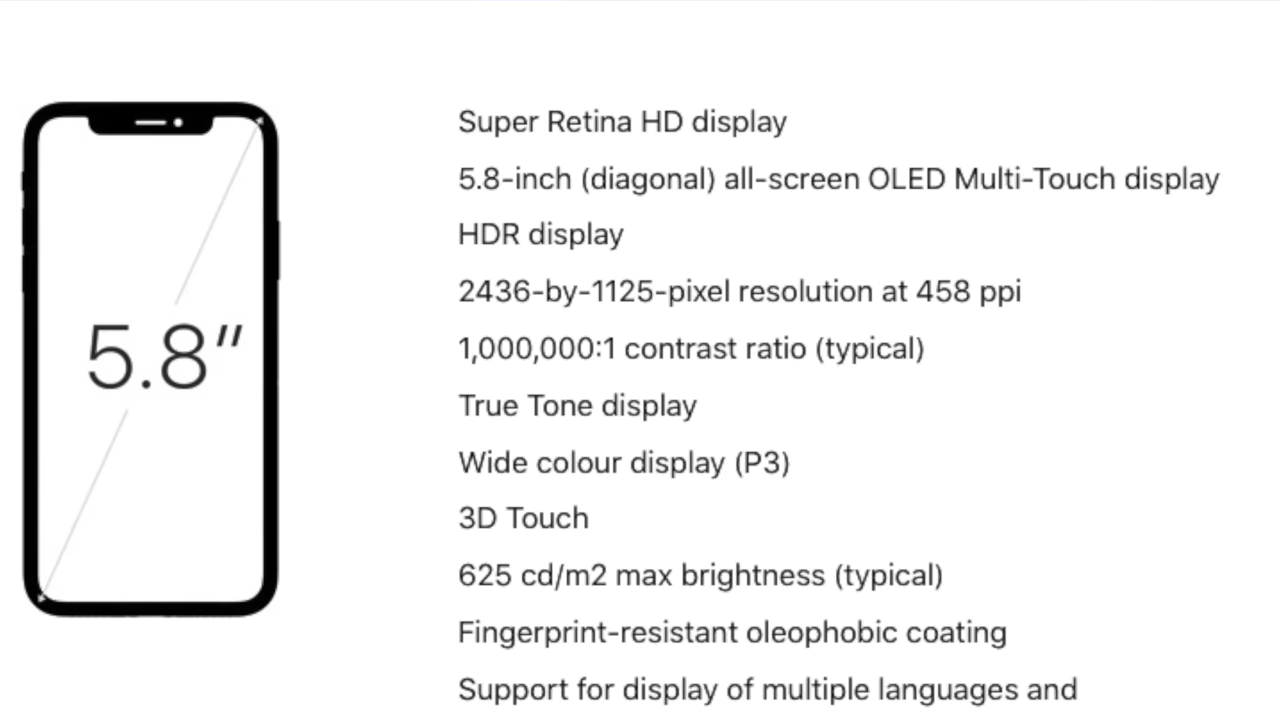 5.8″
Super Retina HD display
5.8-inch (diagonal) all-screen OLED Multi-Touch display
HDR display
2436-by-1125-pixel resolution at 458 ppi
1,000,000:1 contrast ratio (typical)
True Tone display
Wide colour display (P3)
3D Touch
625 cd/m2 max brightness (typical)
Fingerprint-resistant oleophobic coating
Support for display of multiple languages and